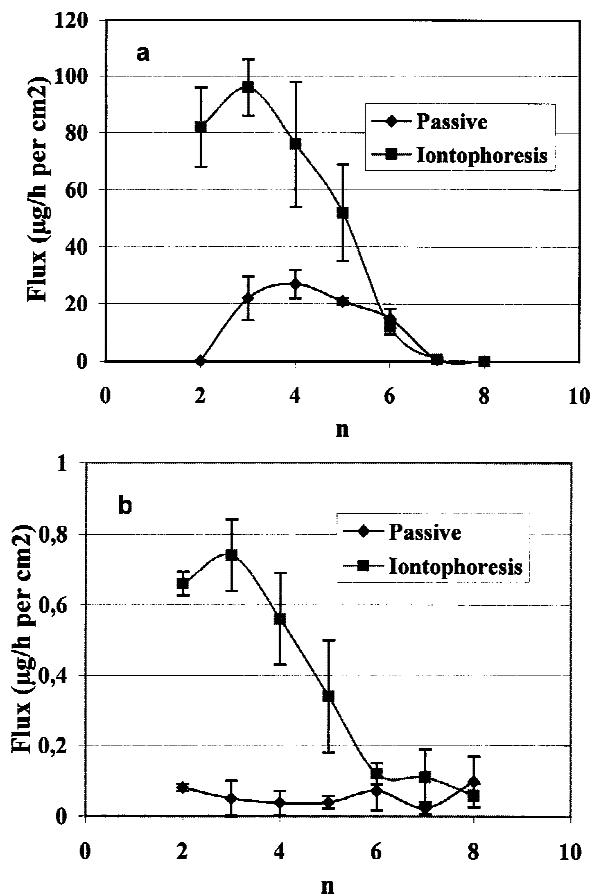 120
100
80
60
40
20
0
Flux (µg/h per cm2)
a
Passive
Iontophoresis
0 2 4 6 8 10
n
1
0,8
0,6
0,4
0,2
0
Flux (µg/h per cm2)
b
Passive
Iontophoresis
0 2 4 6 8 10
n